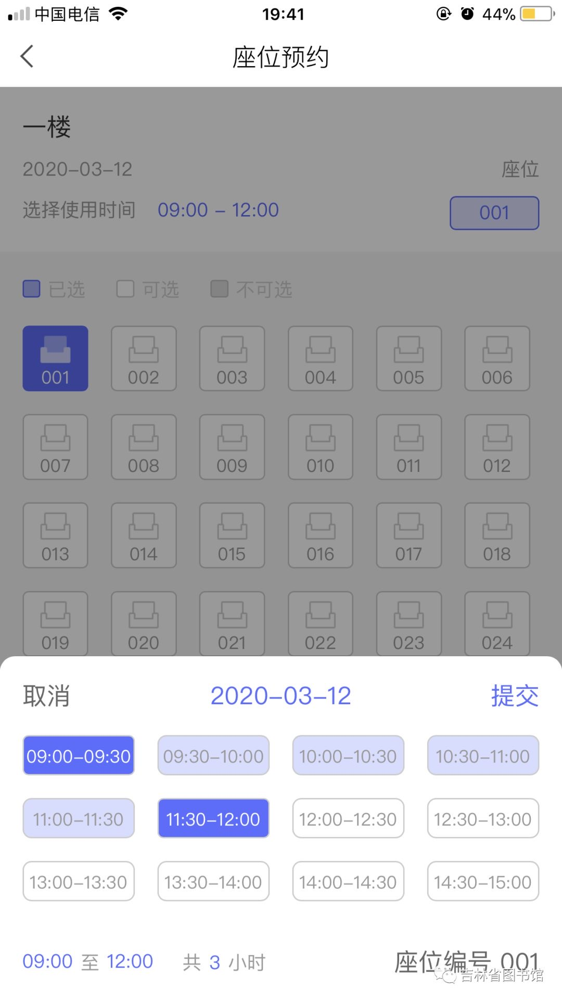 中国电信 19:41 44%
座位预约
一楼
2020-03-12 座位
选择使用时间 09:00 - 12:00 001
已选 可选 不可选
001 002 003 004 005 006
007 008 009 010 011 012
013 014 015 016 017 018
019 020 021 022 023 024
取消 2020-03-12 提交
09:00-09:30 09:30-10:00 10:00-10:30 10:30-11:00
11:00-11:30 11:30-12:00 12:00-12:30 12:30-13:00
13:00-13:30 13:30-14:00 14:00-14:30 14:30-15:00
09:00 至 12:00 共 3 小时 座位编号 001
吉林省图书馆